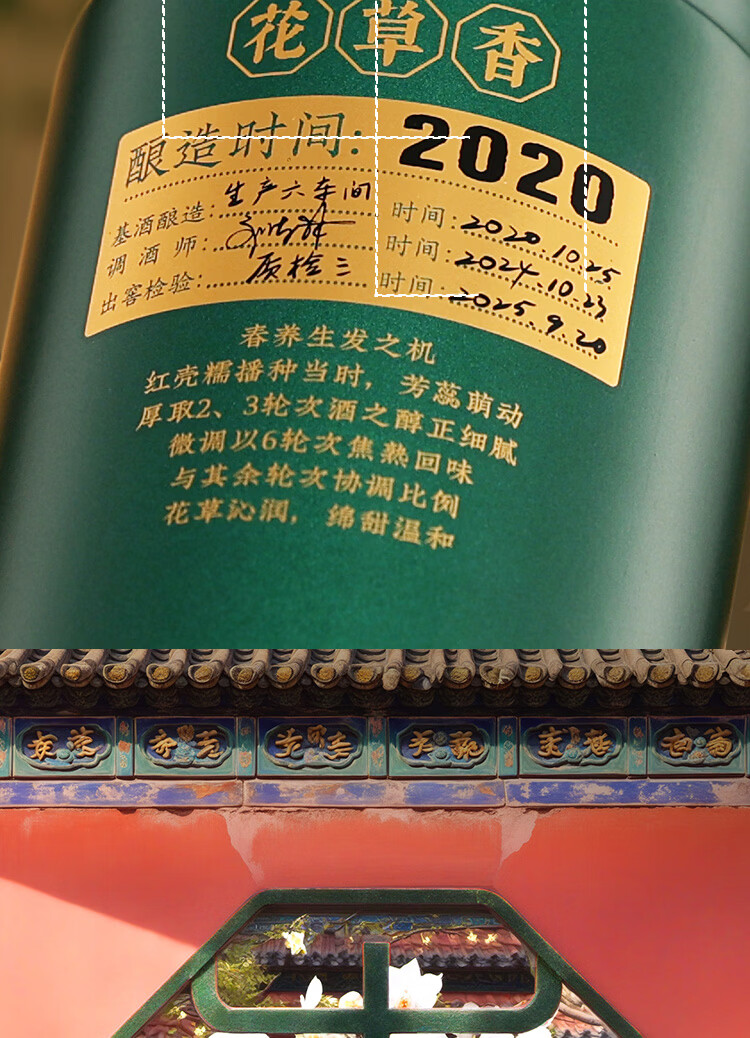 花草香
酿造时间: 2020
基酒酿造: 生产六车间 时间: 2020.10.25
调酒师: 时间: 2024.10.23
出窖检验: 质检三 时间: 2025.9.20
春养生发之机
红壳糯播种当时，芳蕊萌动
厚取2、3轮次酒之醇正细腻
微调以6轮次焦熟回味
与其余轮次协调比例
花草沁润，绵甜温和